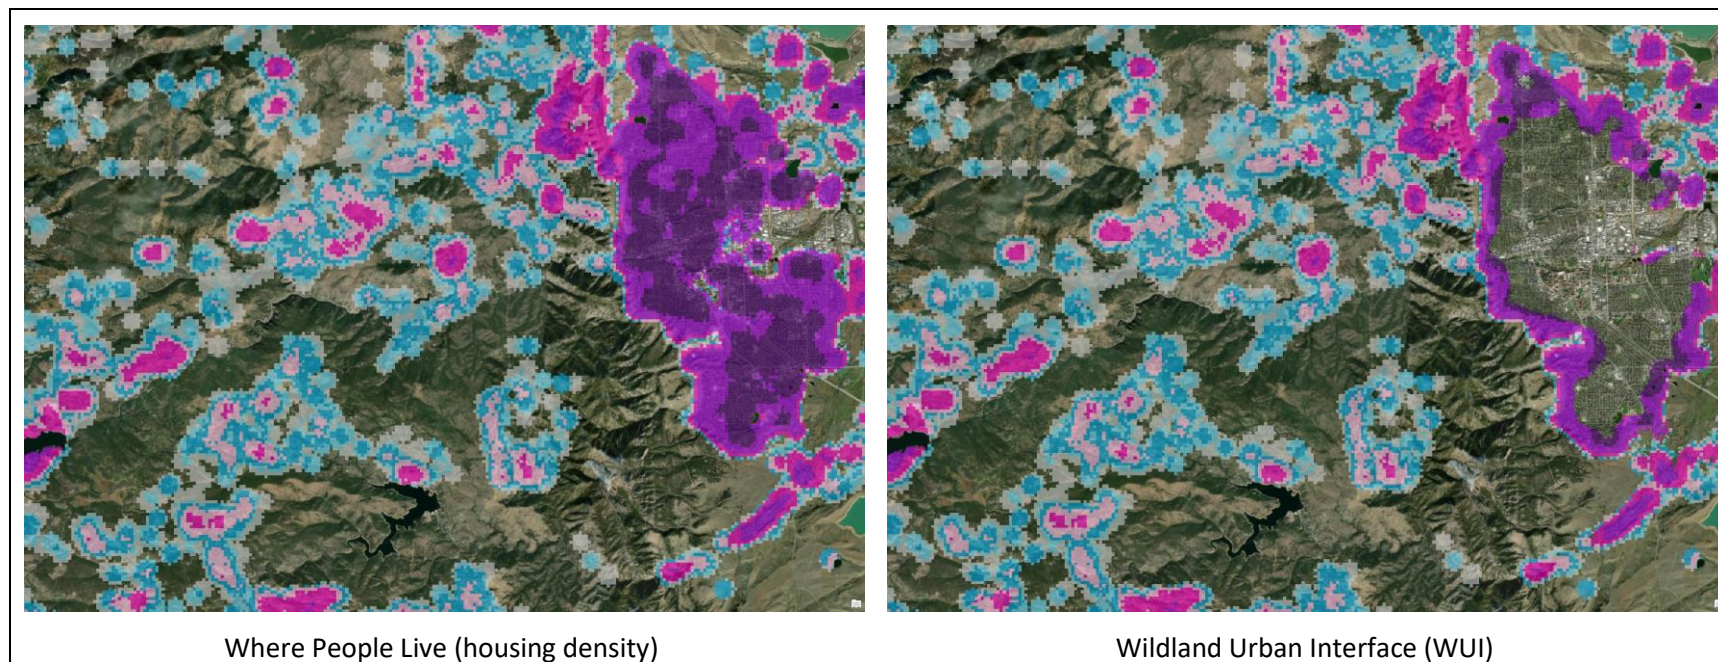 Where People Live (housing density)
Wildland Urban Interface (WUI)